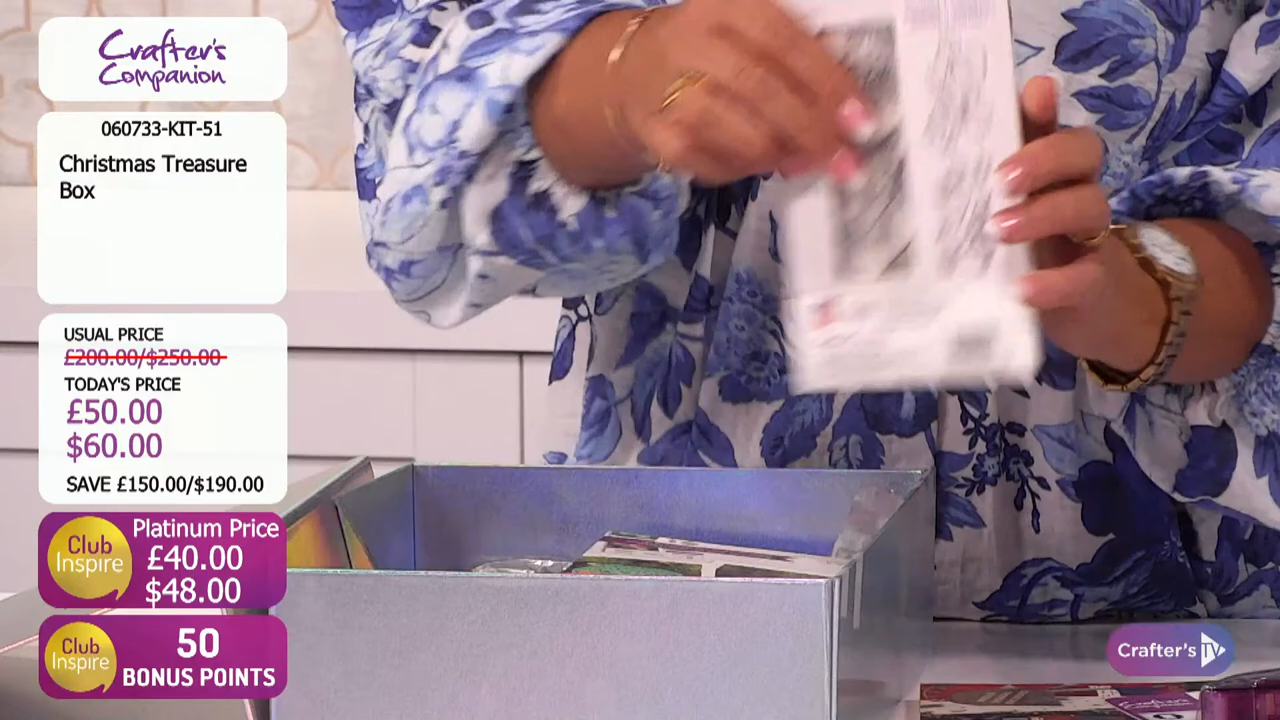 Crafter's
Companion
060733-KIT-51
Christmas Treasure
Box
USUAL PRICE
£200.00/$250.00
TODAY'S PRICE
£50.00
$60.00
SAVE £150.00/$190.00
Club
Inspire
Platinum Price
£40.00
$48.00
Club
Inspire
50
BONUS POINTS
Crafter's TV
Crafter's